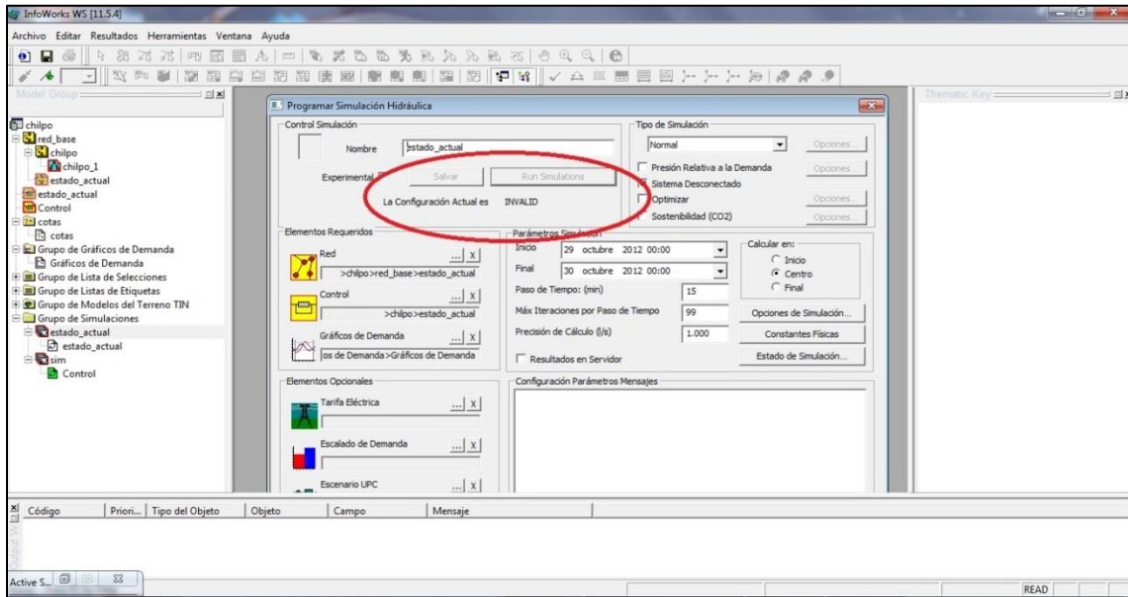 InfoWorks WS [11.5.4]
Archivo Editar Resultados Herramientas Ventana Ayuda
Model Group
Thematic Key
chilpo
red_base
chilpo
chilpo_1
estado_actual
estado_actual
Control
cotas
cotas
Grupo de Gráficos de Demanda
Gráficos de Demanda
Grupo de Lista de Selecciones
Grupo de Listas de Etiquetas
Grupo de Modelos del Terreno TIN
Grupo de Simulaciones
estado_actual
estado_actual
sim
Control
Programar Simulación Hidráulica
Control Simulación
Nombre estado_actual
Experimental Salvar Run Simulations
La Configuración Actual es INVALID
Tipo de Simulación
Normal Opciones...
Presión Relativa a la Demanda Opciones...
Sistema Desconectado
Optimizar Opciones...
Sostenibilidad (CO2) Opciones...
Elementos Requeridos
Red ... X
>chilpo>red_base>estado_actual
Control ... X
>chilpo>estado_actual
Gráficos de Demanda ... X
os de Demanda>Gráficos de Demanda
Parámetros Simulación
Inicio 29 octubre 2012 00:00
Final 30 octubre 2012 00:00
Paso de Tiempo: (min) 15
Máx Iteraciones por Paso de Tiempo 99
Precisión de Cálculo (l/s) 1.000
Resultados en Servidor
Calcular en:
Inicio
Centro
Final
Opciones de Simulación...
Constantes Físicas
Estado de Simulación...
Elementos Opcionales
Tarifa Eléctrica ... X
Escalado de Demanda ... X
Escenario UPC ... X
Configuración Parámetros Mensajes
Código Priori... Tipo del Objeto Objeto Campo Mensaje
Active S...
READ